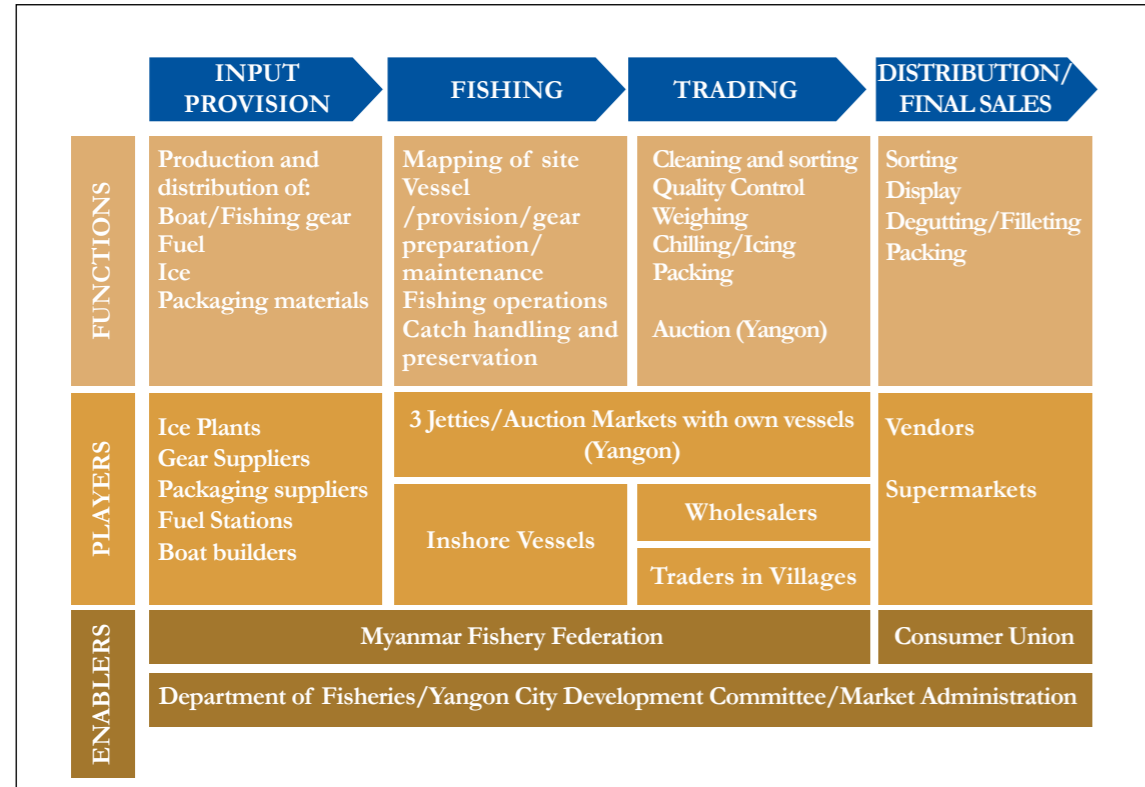 INPUT
PROVISION
FISHING
TRADING
DISTRIBUTION/
FINAL SALES
FUNCTIONS
Production and
distribution of:
Boat/Fishing gear
Fuel
Ice
Packaging materials
Mapping of site
Vessel
/provision/gear
preparation/
maintenance
Fishing operations
Catch handling and
preservation
Cleaning and sorting
Quality Control
Weighing
Chilling/Icing
Packing
Auction (Yangon)
Sorting
Display
Degutting/Filleting
Packing
PLAYERS
Ice Plants
Gear Suppliers
Packaging suppliers
Fuel Stations
Boat builders
3 Jetties/Auction Markets with own vessels
(Yangon)
Inshore Vessels
Wholesalers
Traders in Villages
Vendors
Supermarkets
ENABLERS
Myanmar Fishery Federation
Consumer Union
Department of Fisheries/Yangon City Development Committee/Market Administration